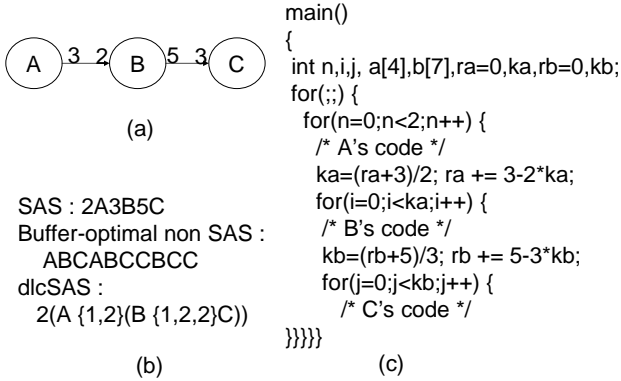 A 3 2 B 5 3 C
(a)
SAS : 2A3B5C
Buffer-optimal non SAS :
ABCABCCBCC
dlcSAS :
2(A {1,2}(B {1,2,2}C))
(b)
main()
{
int n,i,j, a[4],b[7],ra=0,ka,rb=0,kb;
for(;;) {
for(n=0;n<2;n++) {
/* A's code */
ka=(ra+3)/2; ra += 3-2*ka;
for(i=0;i<ka;i++) {
/* B's code */
kb=(rb+5)/3; rb += 5-3*kb;
for(j=0;j<kb;j++) {
/* C's code */
}}}}}
(c)